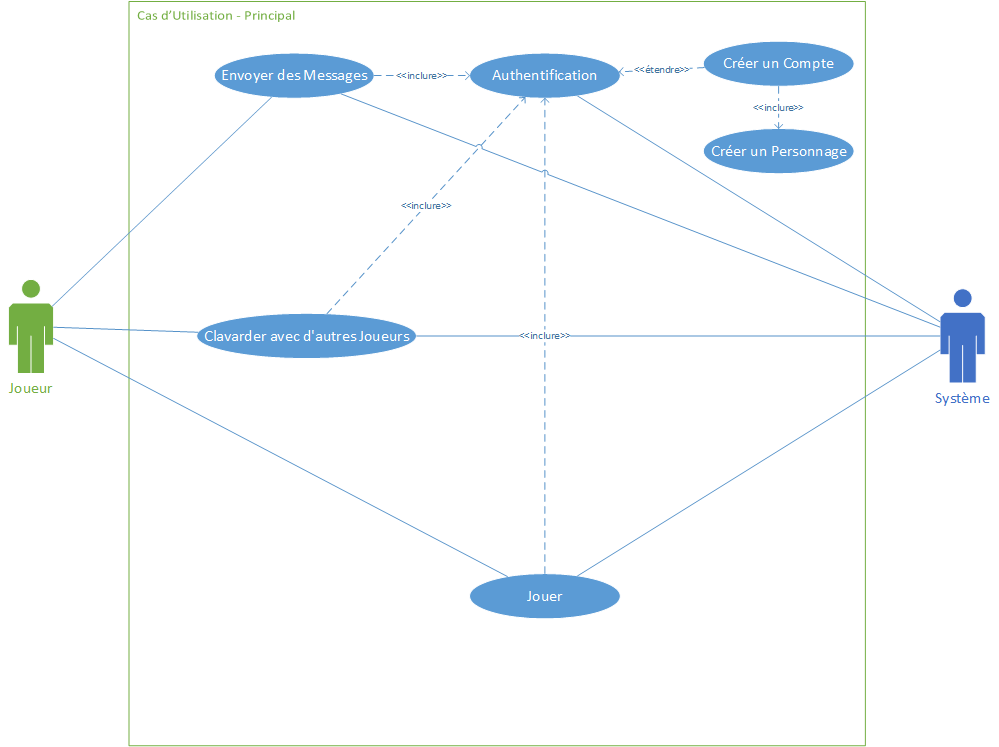 Cas d’Utilisation - Principal
Envoyer des Messages
<<inclure>>
Authentification
<<étendre>>
Créer un Compte
<<inclure>>
Créer un Personnage
<<inclure>>
Clavarder avec d'autres Joueurs
<<inclure>>
Joueur
Système
Jouer